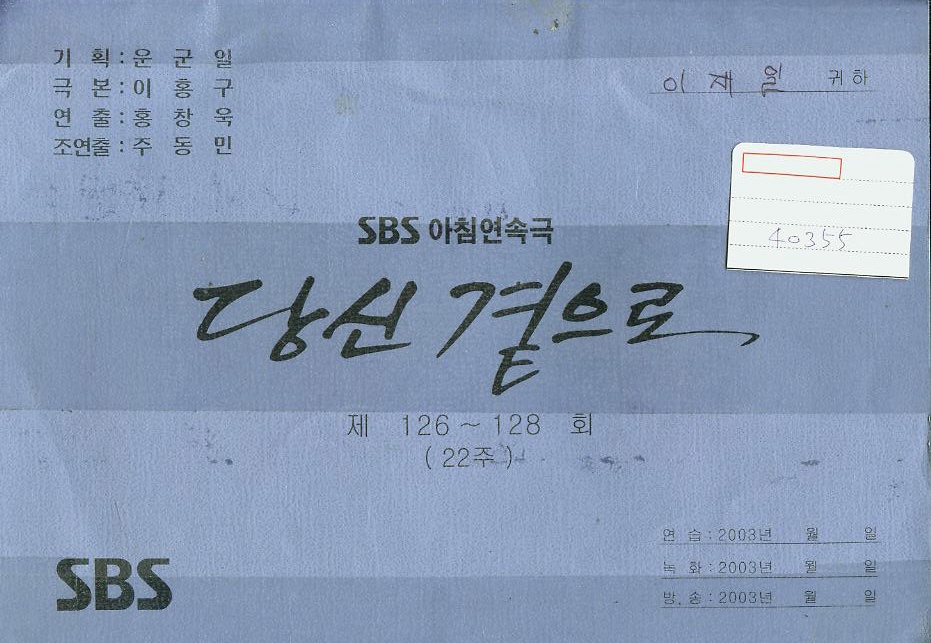 기 획 : 운 군 일
극 본 : 이 홍 구
연 출 : 홍 창 욱
조연출 : 주 동 민
이재일 귀하
40355
SBS 아침연속극
당신 곁으로
제 126 ~ 128 회
( 22주 )
SBS
연 습 : 2003년 월 일
녹 화 : 2003년 월 일
방. 송 : 2003년 월 일